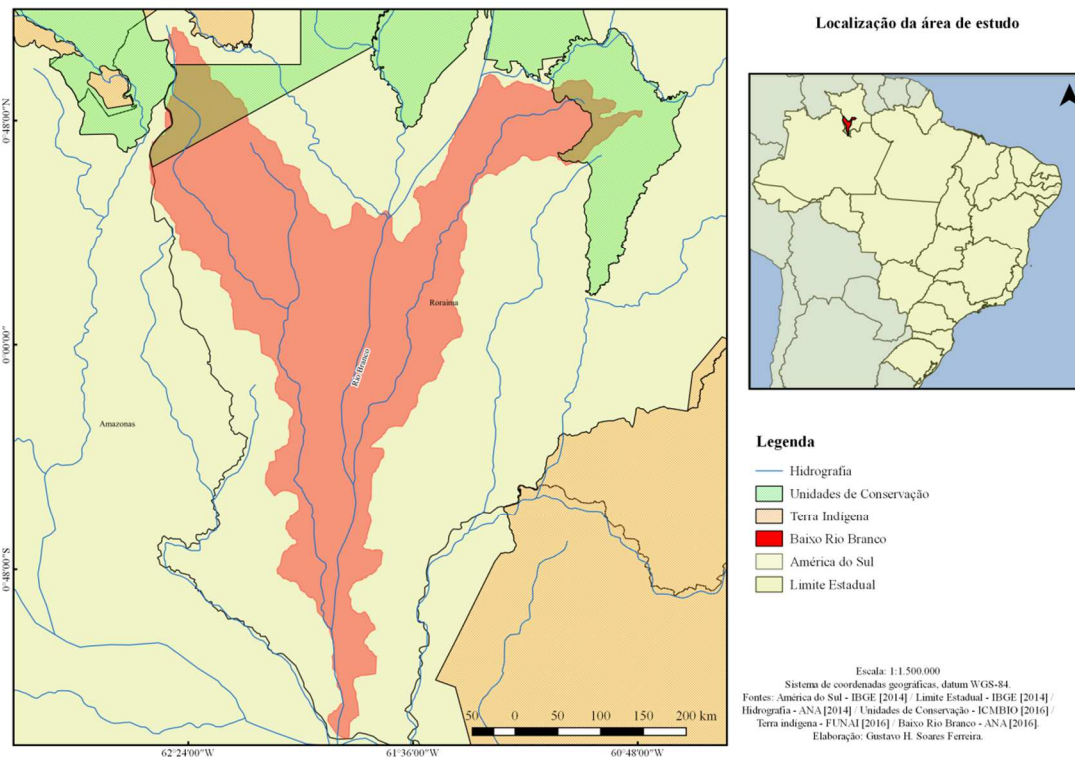 Localização da área de estudo
0°48'00"N
0°00'00"
0°48'00"S
62°24'00"W
61°36'00"W
60°48'00"W
Roraima
Rio Branco
Amazonas
50 0 50 100 150 200 km
Legenda
Hidrografia
Unidades de Conservação
Terra Indígena
Baixo Rio Branco
América do Sul
Limite Estadual
Escala: 1:1.500.000
Sistema de coordenadas geográficas, datum WGS-84.
Fontes: América do Sul - IBGE [2014] / Limite Estadual - IBGE [2014] /
Hidrografia - ANA [2014] / Unidades de Conservação - ICMBIO [2016] /
Terra indígena - FUNAI [2016] / Baixo Rio Branco - ANA [2016].
Elaboração: Gustavo H. Soares Ferreira.